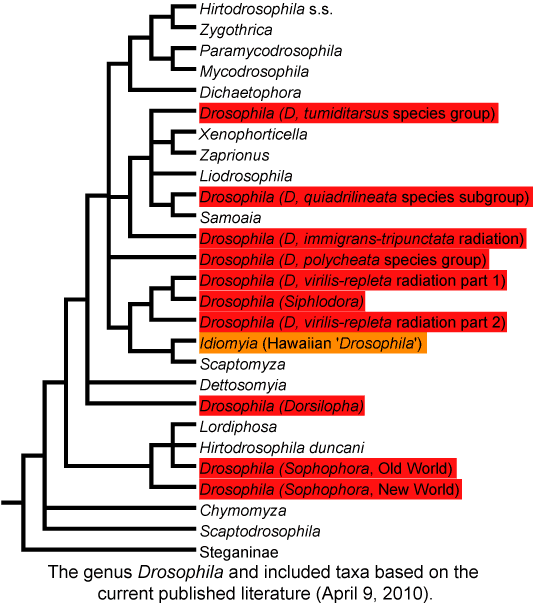 Hirtodrosophila s.s.
Zygothrica
Paramycodrosophila
Mycodrosophila
Dichaetophora
Drosophila (D, tumiditarsus species group)
Xenophorticella
Zaprionus
Liodrosophila
Drosophila (D, quiadrilineata species subgroup)
Samoaia
Drosophila (D, immigrans-tripunctata radiation)
Drosophila (D, polycheata species group)
Drosophila (D, virilis-repleta radiation part 1)
Drosophila (Siphlodora)
Drosophila (D, virilis-repleta radiation part 2)
Idiomyia (Hawaiian 'Drosophila')
Scaptomyza
Dettosomyia
Drosophila (Dorsilopha)
Lordiphosa
Hirtodrosophila duncani
Drosophila (Sophophora, Old World)
Drosophila (Sophophora, New World)
Chymomyza
Scaptodrosophila
Steganinae
The genus Drosophila and included taxa based on the
current published literature (April 9, 2010).